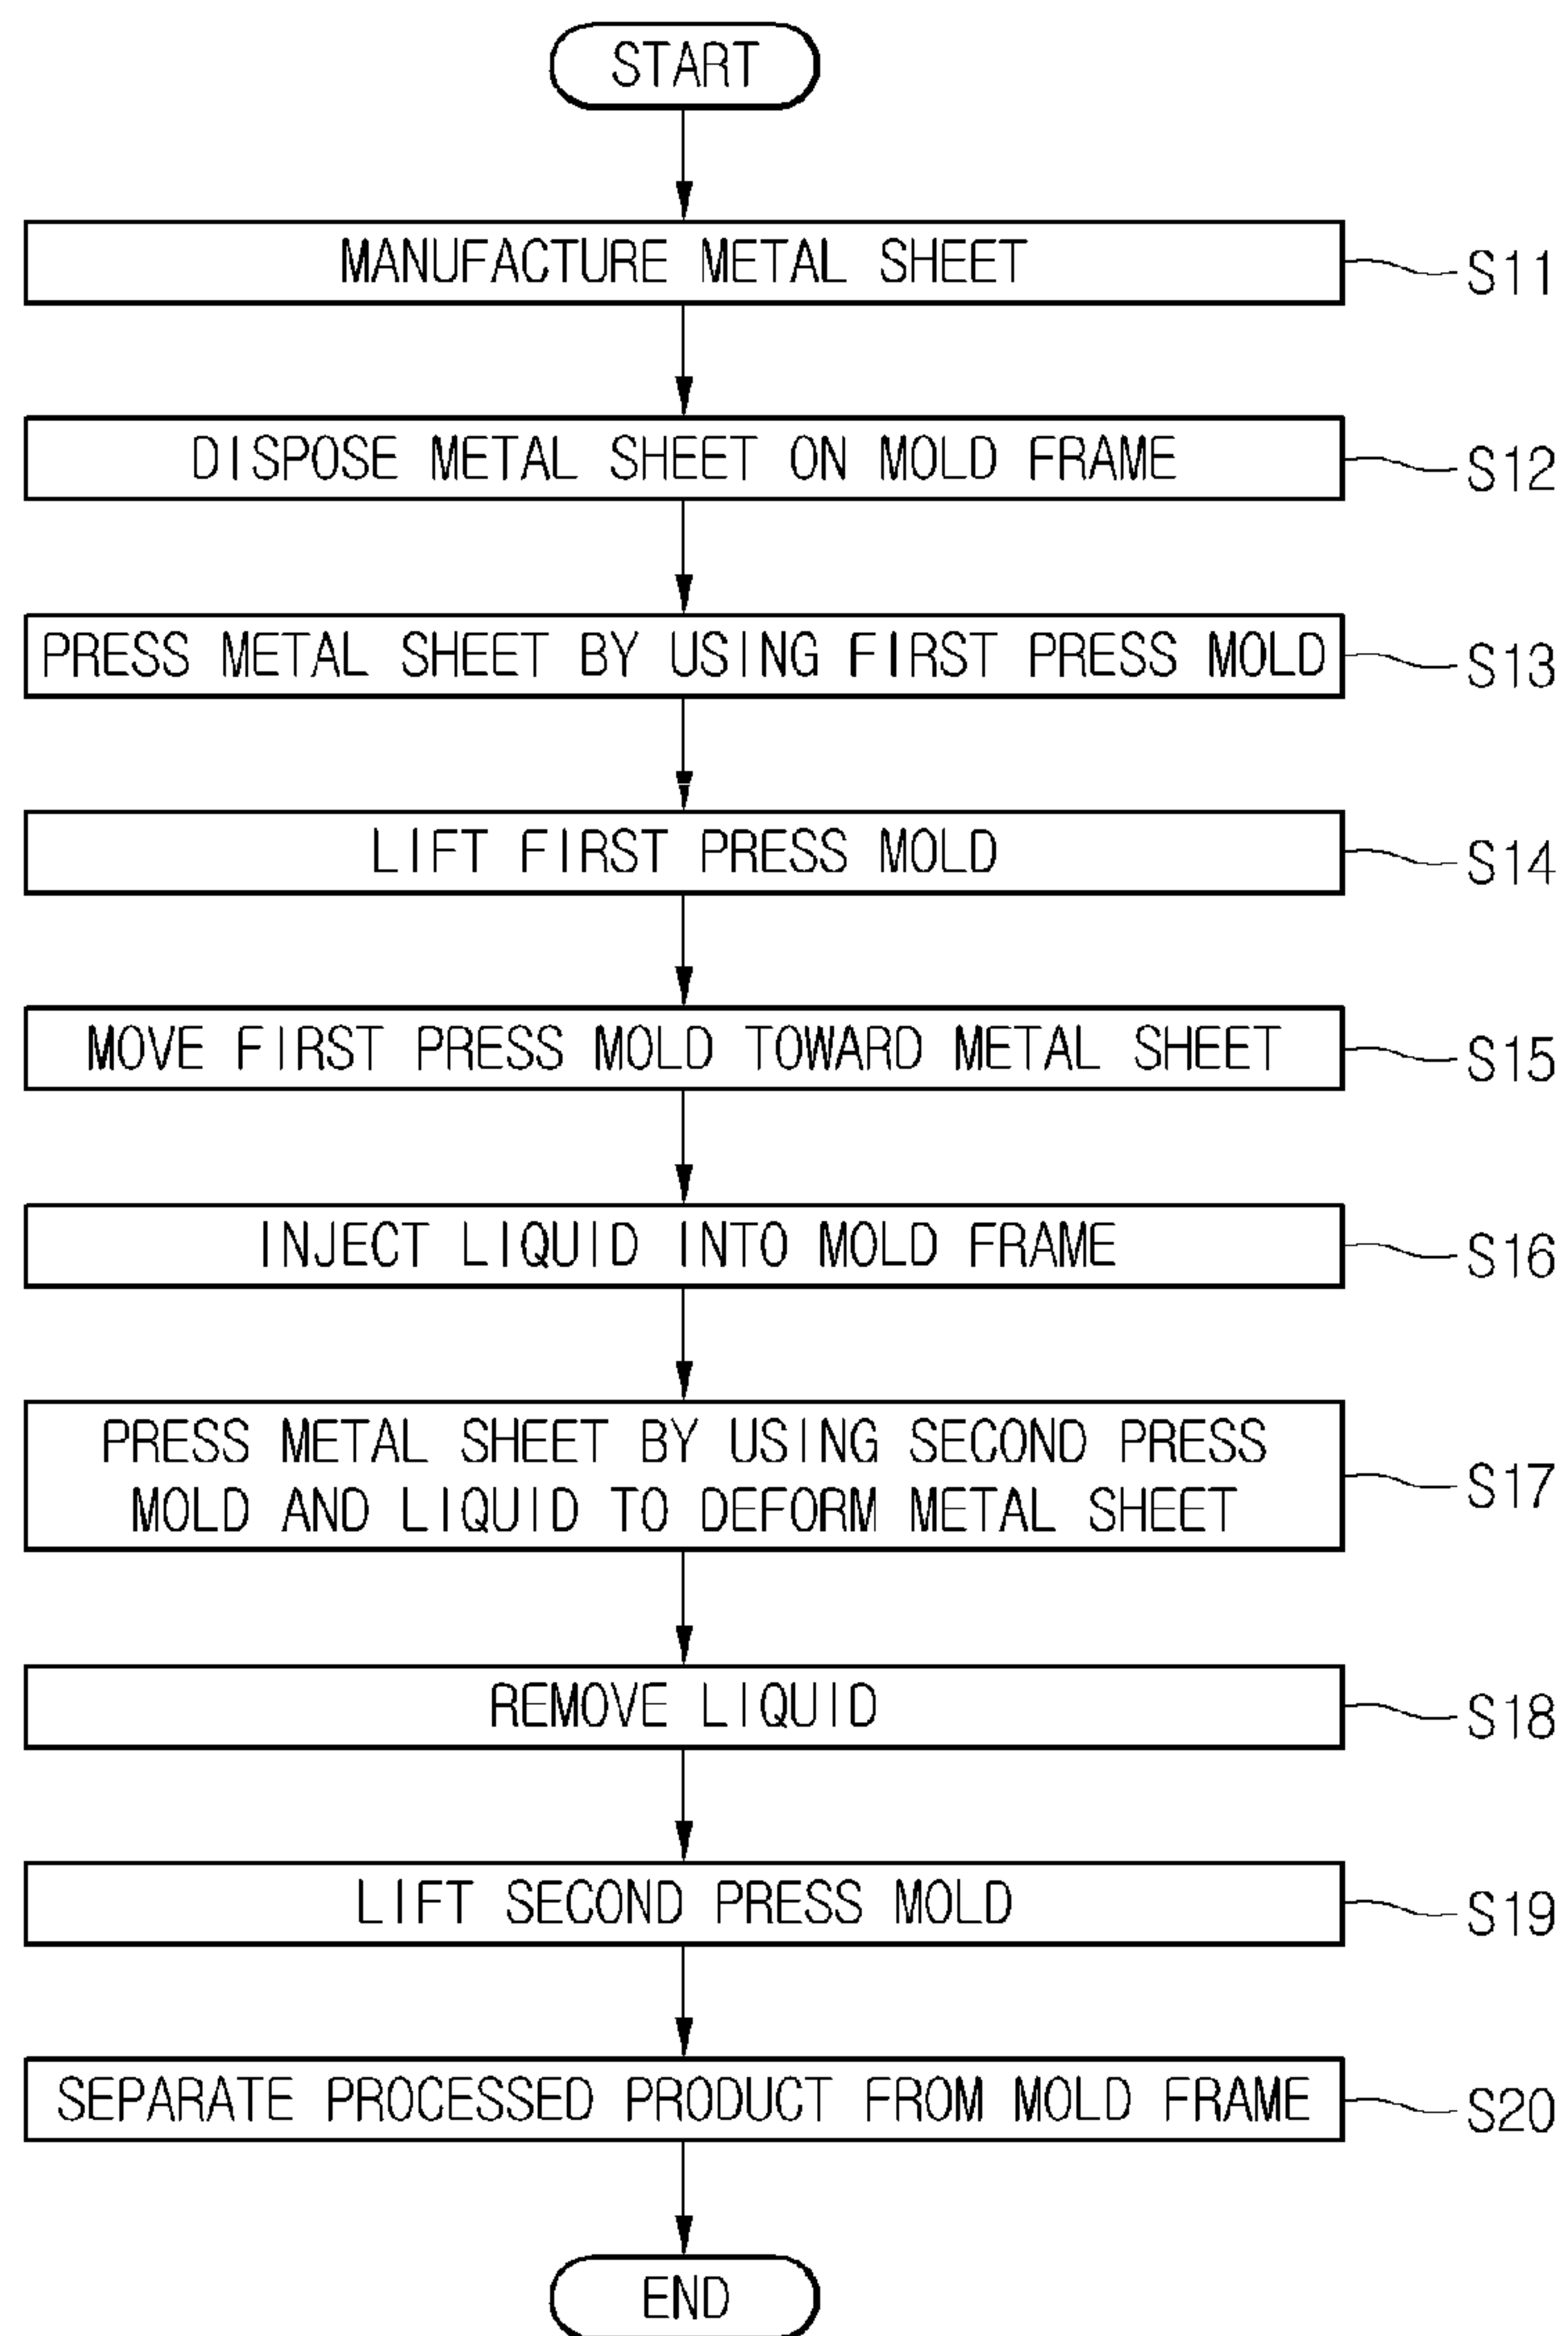 START
MANUFACTURE METAL SHEET
S11
DISPOSE METAL SHEET ON MOLD FRAME
S12
PRESS METAL SHEET BY USING FIRST PRESS MOLD
S13
LIFT FIRST PRESS MOLD
S14
MOVE FIRST PRESS MOLD TOWARD METAL SHEET
S15
INJECT LIQUID INTO MOLD FRAME
S16
PRESS METAL SHEET BY USING SECOND PRESS
MOLD AND LIQUID TO DEFORM METAL SHEET
S17
REMOVE LIQUID
S18
LIFT SECOND PRESS MOLD
S19
SEPARATE PROCESSED PRODUCT FROM MOLD FRAME
S20
END